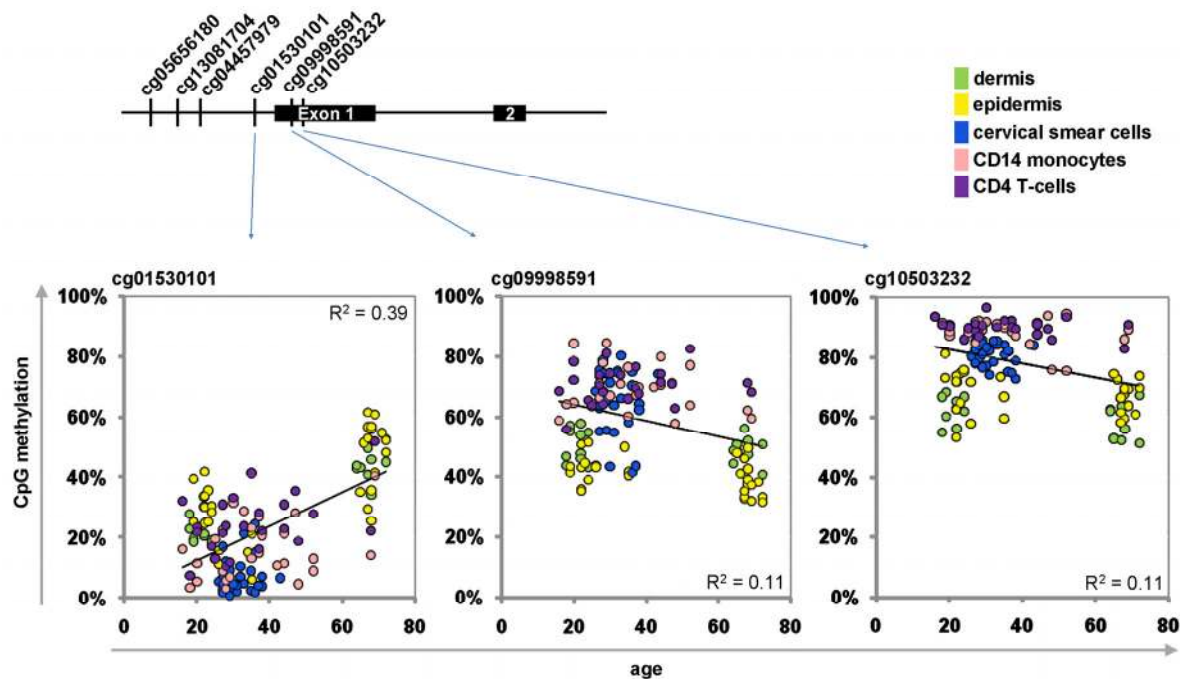 cg05656180
cg13081704
cg04457979
cg01530101
cg09998591
cg10503232
Exon 1
2
dermis
epidermis
cervical smear cells
CD14 monocytes
CD4 T-cells
CpG methylation
cg01530101
100%
80%
60%
40%
20%
0%
R² = 0.39
0 20 40 60 80
cg09998591
100%
80%
60%
40%
20%
0%
R² = 0.11
0 20 40 60 80
cg10503232
100%
80%
60%
40%
20%
0%
R² = 0.11
0 20 40 60 80
age